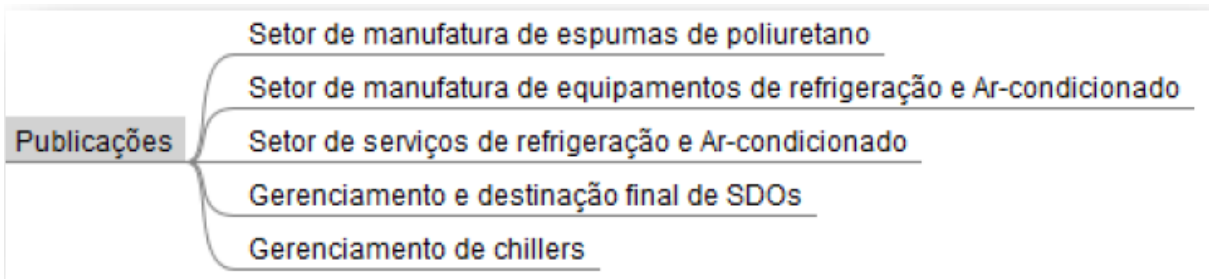 Setor de manufatura de espumas de poliuretano
Setor de manufatura de equipamentos de refrigeração e Ar-condicionado
Publicações
Setor de serviços de refrigeração e Ar-condicionado
Gerenciamento e destinação final de SDOs
Gerenciamento de chillers